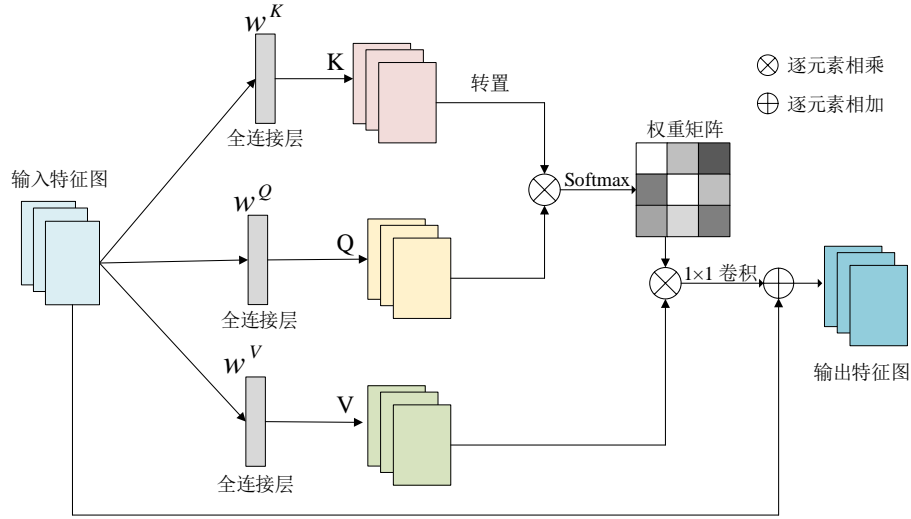 w^K
K
转置
全连接层
逐元素相乘
逐元素相加
权重矩阵
输入特征图
w^Q
Q
Softmax
全连接层
1×1 卷积
w^V
V
输出特征图
全连接层